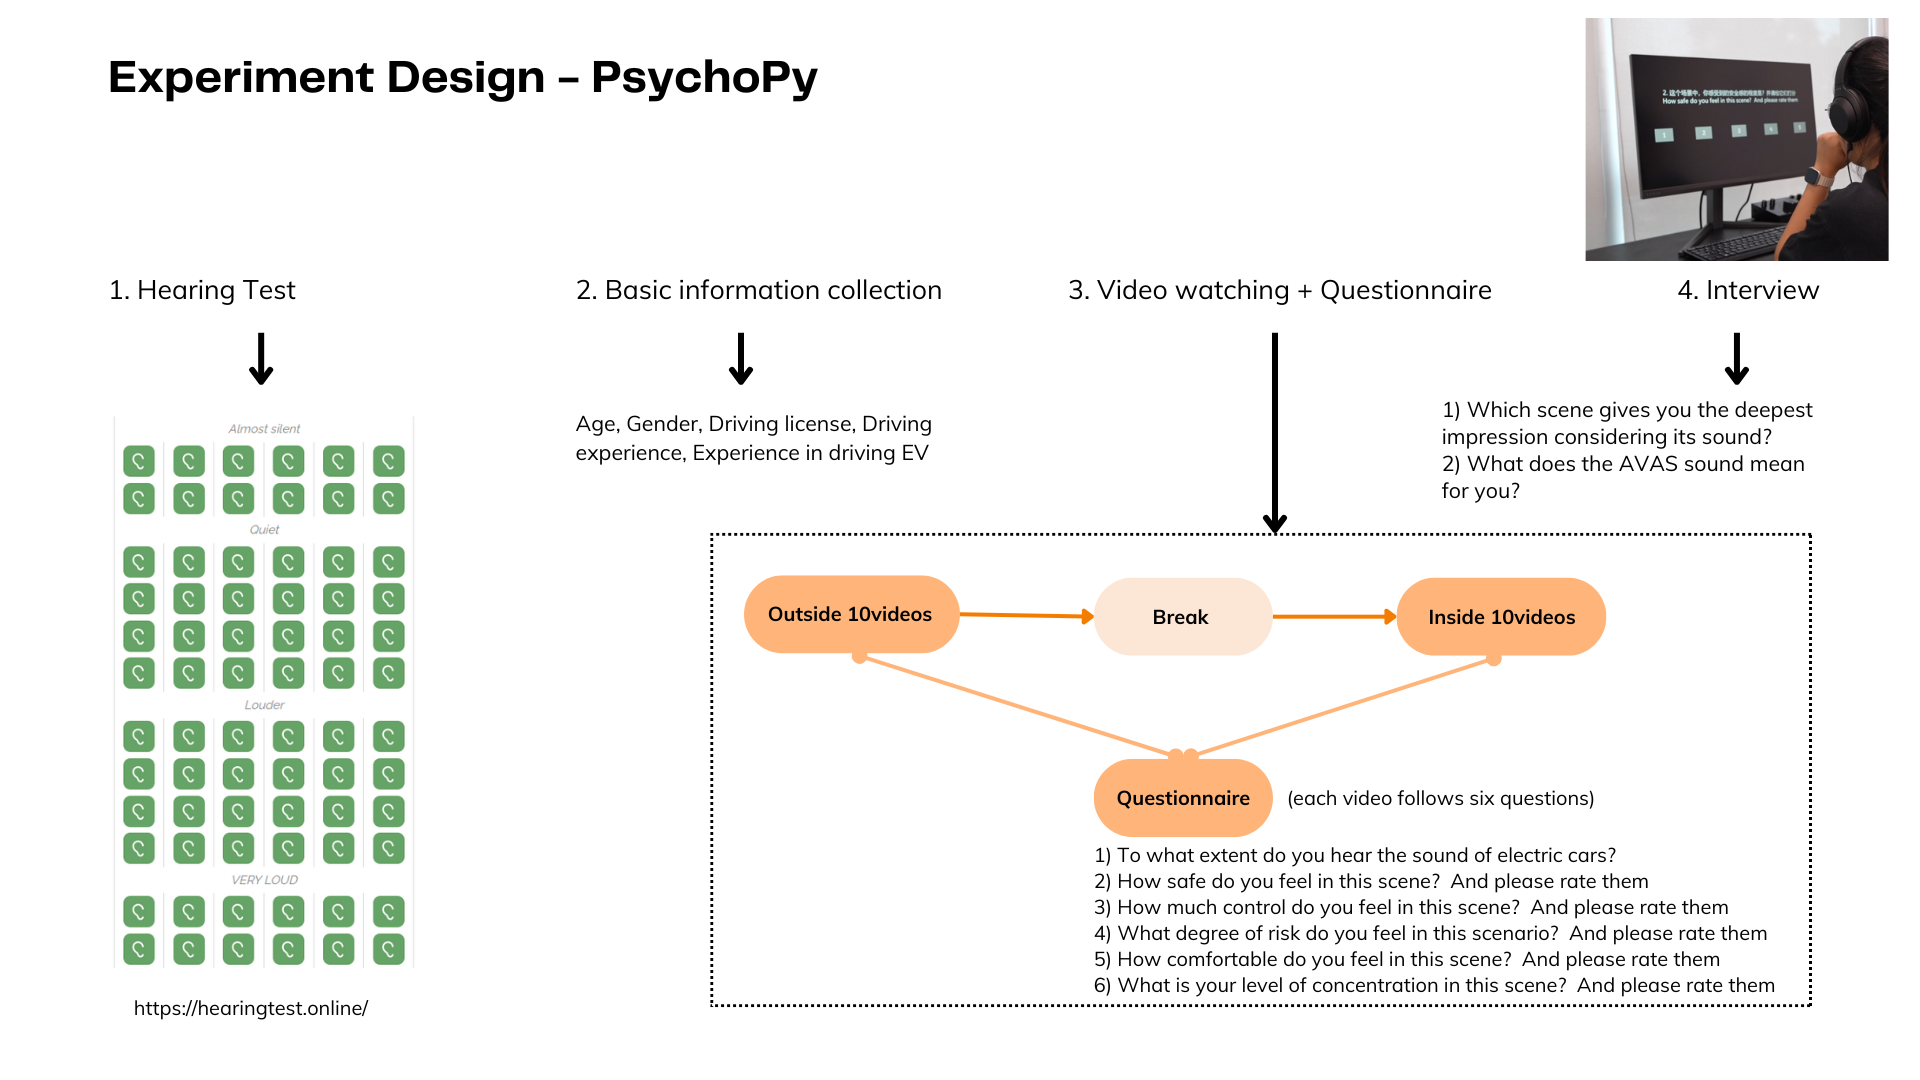 Experiment Design – PsychoPy
How safe do you feel in this scene? And please rate them
1 2 3 4 5
1. Hearing Test
2. Basic information collection
3. Video watching + Questionnaire
4. Interview
Almost silent
Quiet
Louder
VERY LOUD
https://hearingtest.online/
Age, Gender, Driving license, Driving
experience, Experience in driving EV
1) Which scene gives you the deepest
impression considering its sound?
2) What does the AVAS sound mean
for you?
Outside 10videos
Break
Inside 10videos
Questionnaire
(each video follows six questions)
1) To what extent do you hear the sound of electric cars?
2) How safe do you feel in this scene?  And please rate them
3) How much control do you feel in this scene?  And please rate them
4) What degree of risk do you feel in this scenario?  And please rate them
5) How comfortable do you feel in this scene?  And please rate them
6) What is your level of concentration in this scene?  And please rate them